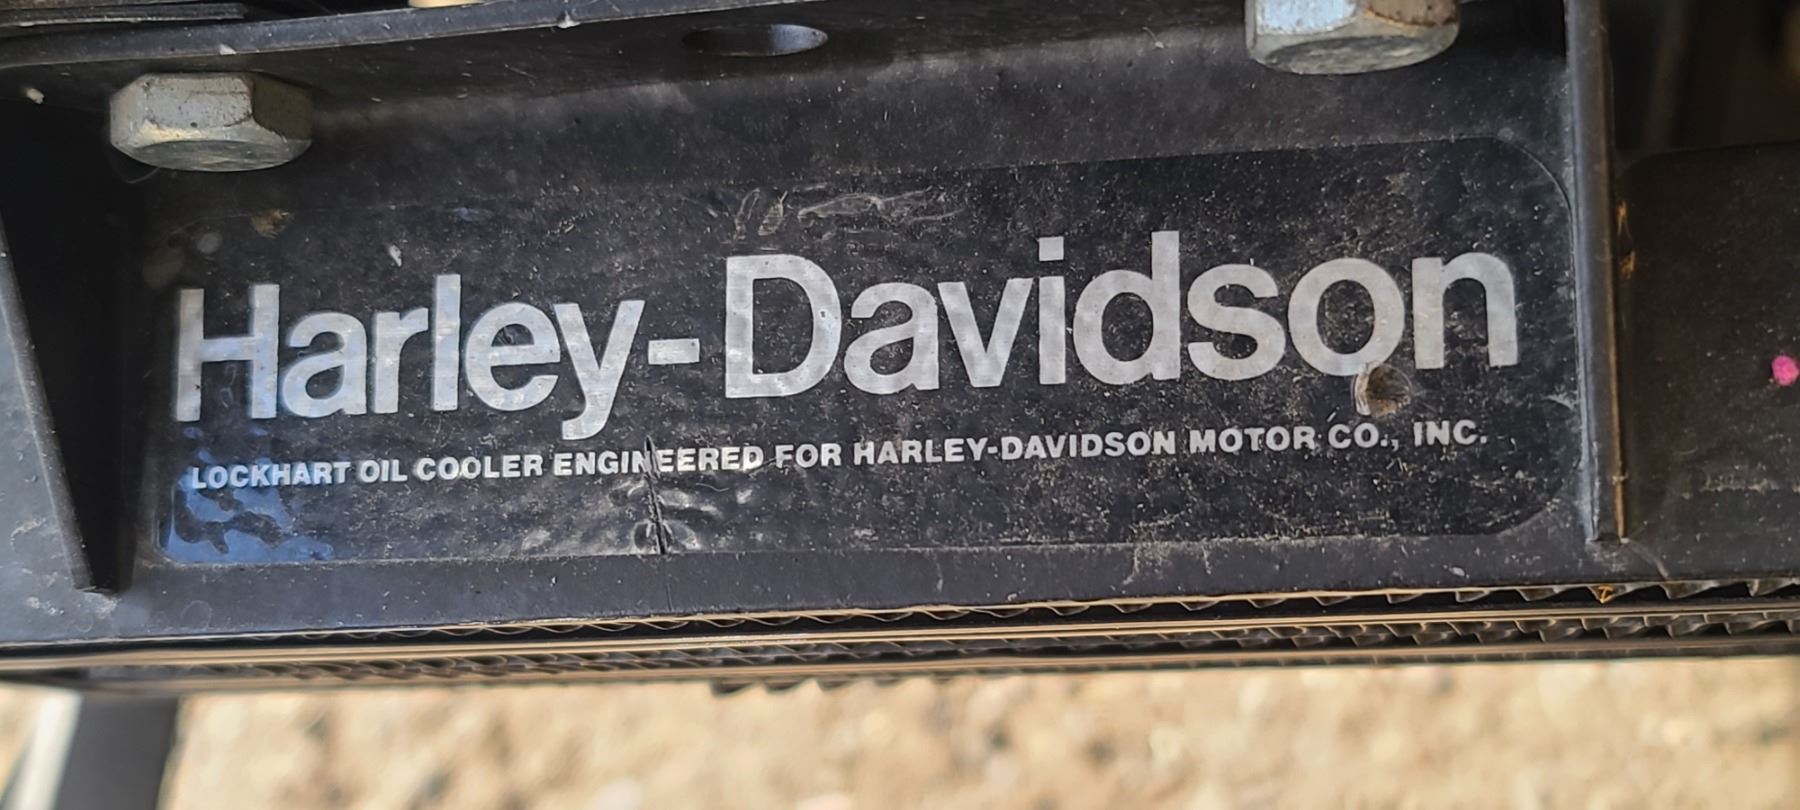 Harley-Davidson
LOCKHART OIL COOLER ENGINEERED FOR HARLEY-DAVIDSON MOTOR CO., INC.